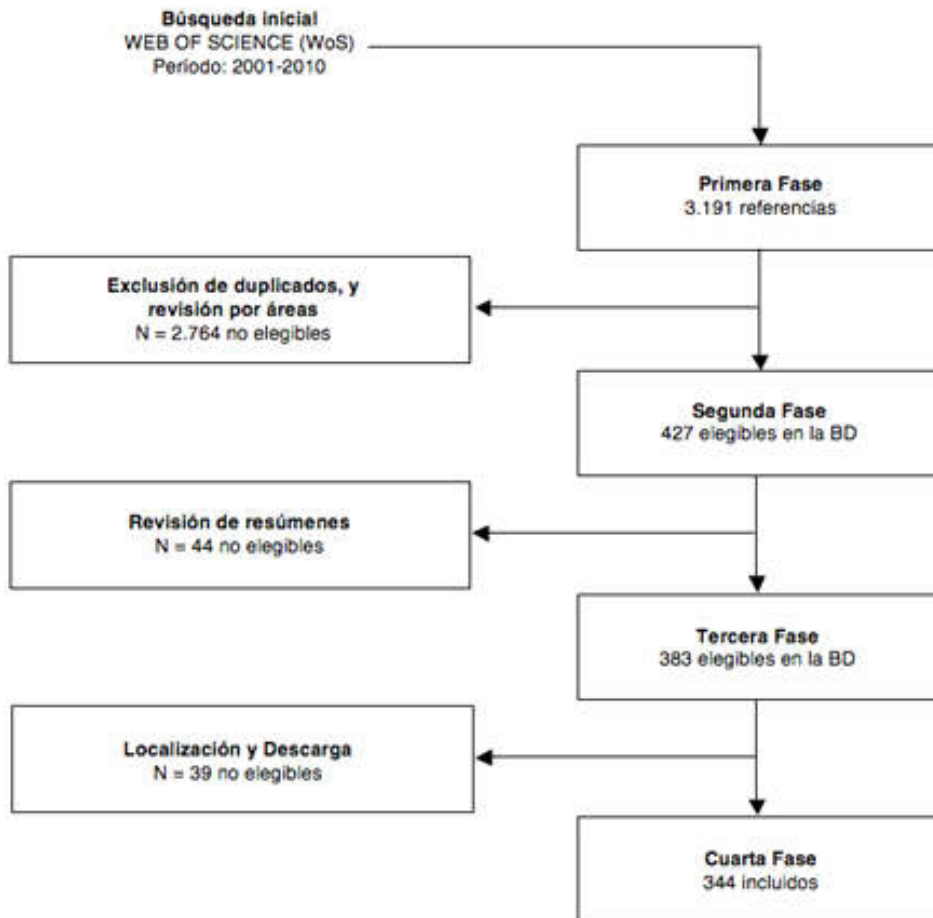 Búsqueda inicial
WEB OF SCIENCE (WoS)
Período: 2001-2010
Primera Fase
3.191 referencias
Exclusión de duplicados, y
revisión por áreas
N = 2.764 no elegibles
Segunda Fase
427 elegibles en la BD
Revisión de resúmenes
N = 44 no elegibles
Tercera Fase
383 elegibles en la BD
Localización y Descarga
N = 39 no elegibles
Cuarta Fase
344 incluidos